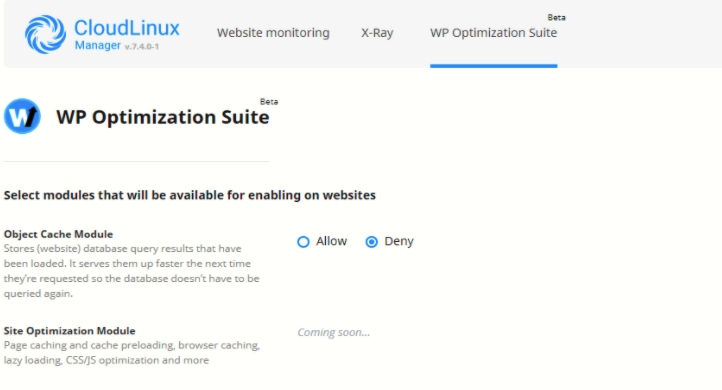 Beta
CloudLinux
Manager v.7.4.0-1
Website monitoring X-Ray WP Optimization Suite
Beta
WP Optimization Suite
Select modules that will be available for enabling on websites
Object Cache Module
Stores (website) database query results that have
been loaded. It serves them up faster the next time
they're requested so the database doesn't have to be
queried again.
Allow Deny
Site Optimization Module
Page caching and cache preloading, browser caching,
lazy loading, CSS/JS optimization and more
Coming soon...